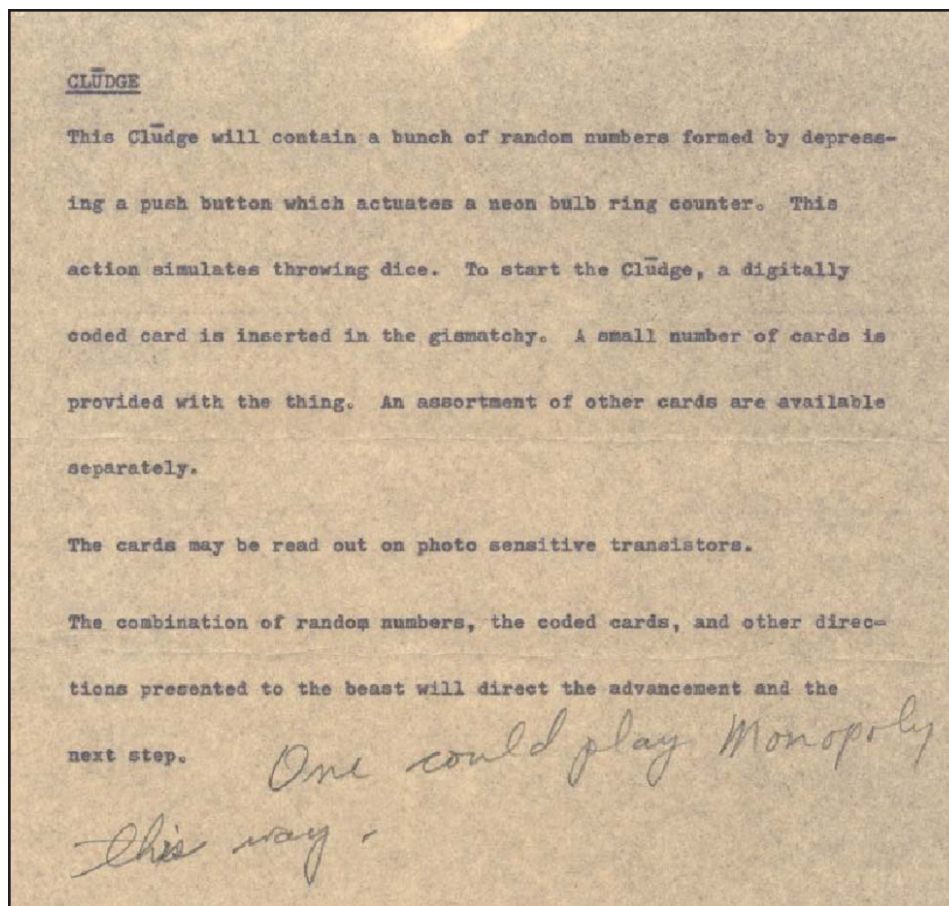 CLŪDGE
This Clūdge will contain a bunch of random numbers formed by depress-
ing a push button which actuates a neon bulb ring counter. This
action simulates throwing dice. To start the Clūdge, a digitally
coded card is inserted in the gismatchy. A small number of cards is
provided with the thing. An assortment of other cards are available
separately.
The cards may be read out on photo sensitive transistors.
The combination of random numbers, the coded cards, and other direc-
tions presented to the beast will direct the advancement and the
next step. One could play Monopoly
this way.